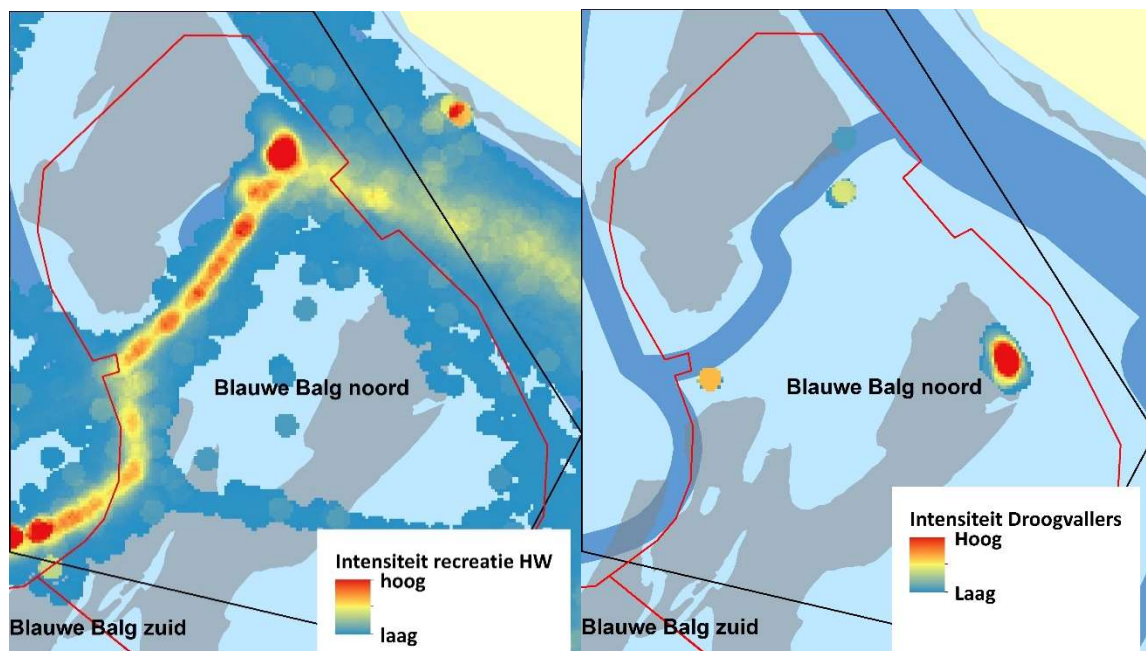 Blauwe Balg noord
Intensiteit recreatie HW
hoog
laag
Blauwe Balg zuid
Blauwe Balg noord
Intensiteit Droogvallers
Hoog
Laag
Blauwe Balg zuid